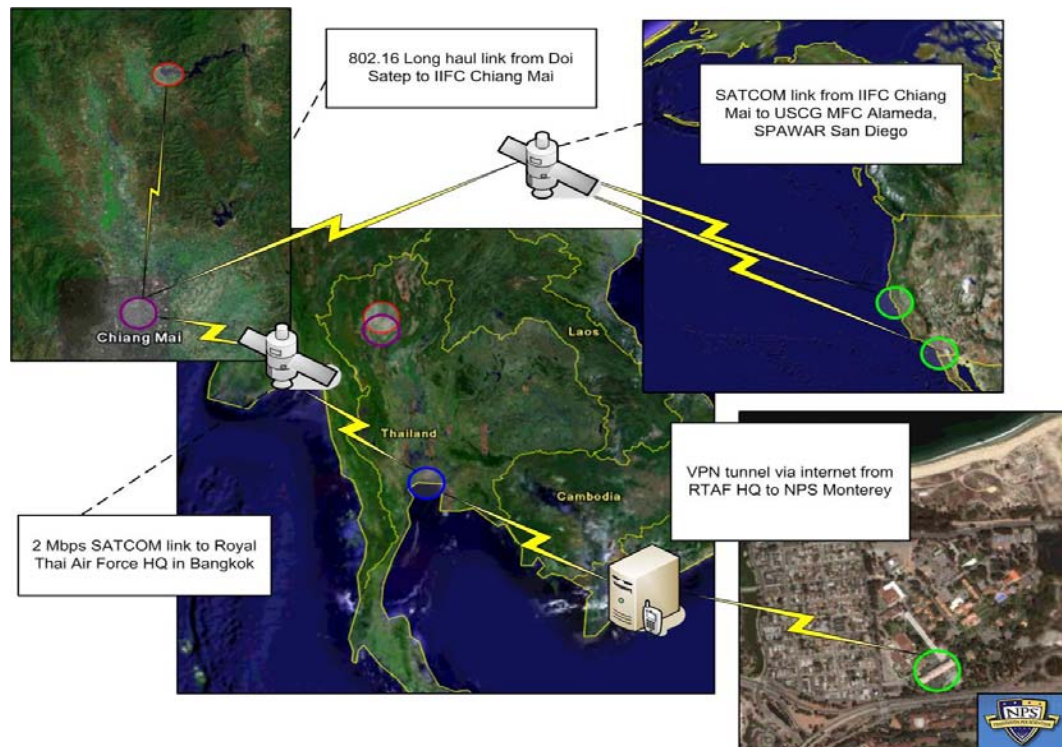 802.16 Long haul link from Doi
Satep to IIFC Chiang Mai
SATCOM link from IIFC Chiang
Mai to USCG MFC Alameda,
SPAWAR San Diego
Chiang Mai
Laos
Thailand
Cambodia
VPN tunnel via internet from
RTAF HQ to NPS Monterey
2 Mbps SATCOM link to Royal
Thai Air Force HQ in Bangkok
NPS